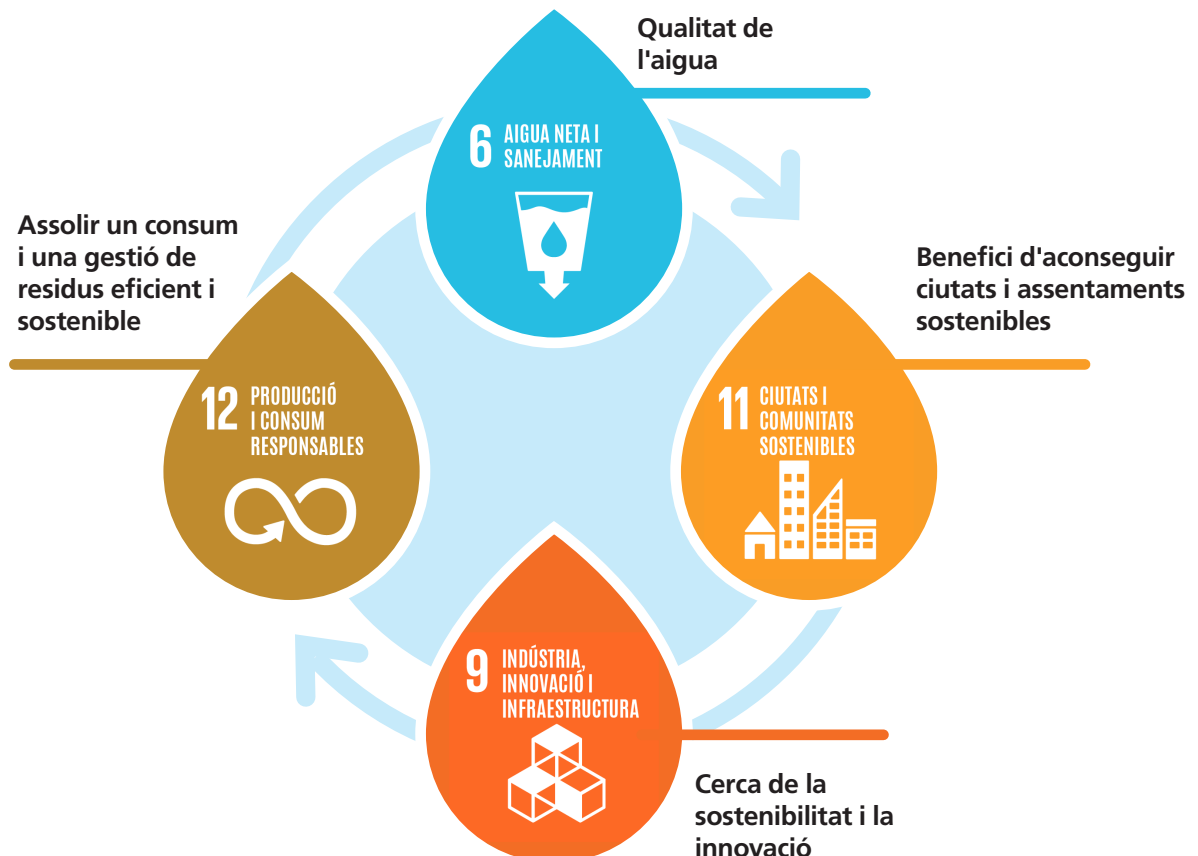 Qualitat de
l'aigua
6 AIGUA NETA I
SANEJAMENT
Assolir un consum
i una gestió de
residus eficient i
sostenible
Benefici d'aconseguir
ciutats i assentaments
sostenibles
12 PRODUCCIÓ
I CONSUM
RESPONSABLES
11 CIUTATS I
COMUNITATS
SOSTENIBLES
9 INDÚSTRIA,
INNOVACIÓ I
INFRAESTRUCTURA
Cerca de la
sostenibilitat i la
innovació